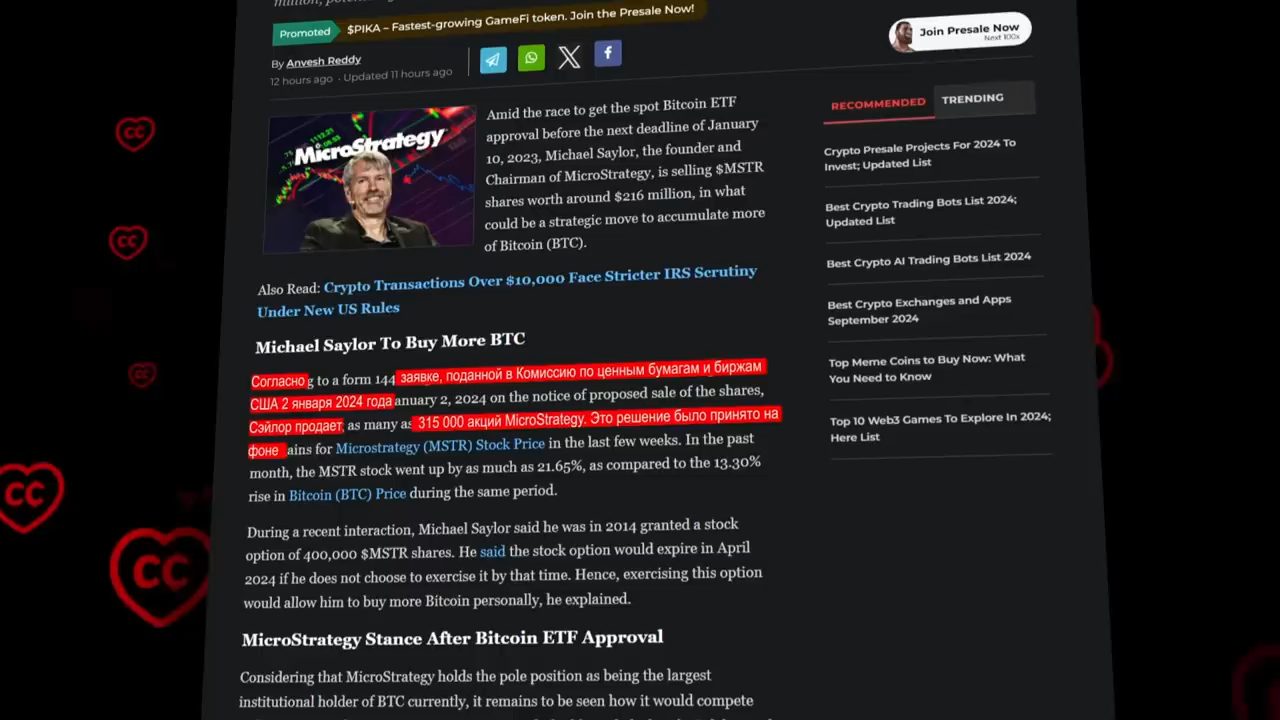 Promoted
$PIKA – Fastest-growing GameFi token. Join the Presale Now!
By Anvesh Reddy
12 hours ago · Updated 11 hours ago
Join Presale Now
Next 100x
RECOMMENDED
TRENDING
MicroStrategy
Amid the race to get the spot Bitcoin ETF
approval before the next deadline of January
10, 2023, Michael Saylor, the founder and
Chairman of MicroStrategy, is selling $MSTR
shares worth around $216 million, in what
could be a strategic move to accumulate more
of Bitcoin (BTC).
Also Read: Crypto Transactions Over $10,000 Face Stricter IRS Scrutiny
Under New US Rules
Michael Saylor To Buy More BTC
Согласно g to a form 144 заявке, поданной в Комиссию по ценным бумагам и биржам
США 2 января 2024 года anuary 2, 2024 on the notice of proposed sale of the shares,
Сэйлор продает, as many as 315 000 акций MicroStrategy. Это решение было принято на
фоне ains for Microstrategy (MSTR) Stock Price in the last few weeks. In the past
month, the MSTR stock went up by as much as 21.65%, as compared to the 13.30%
rise in Bitcoin (BTC) Price during the same period.
During a recent interaction, Michael Saylor said he was in 2014 granted a stock
option of 400,000 $MSTR shares. He said the stock option would expire in April
2024 if he does not choose to exercise it by that time. Hence, exercising this option
would allow him to buy more Bitcoin personally, he explained.
MicroStrategy Stance After Bitcoin ETF Approval
Considering that MicroStrategy holds the pole position as being the largest
institutional holder of BTC currently, it remains to be seen how it would compete
Crypto Presale Projects For 2024 To
Invest; Updated List
Best Crypto Trading Bots List 2024;
Updated List
Best Crypto AI Trading Bots List 2024
Best Crypto Exchanges and Apps
September 2024
Top Meme Coins to Buy Now: What
You Need to Know
Top 10 Web3 Games To Explore In 2024;
Here List
CC
CC
CC
CC
CC